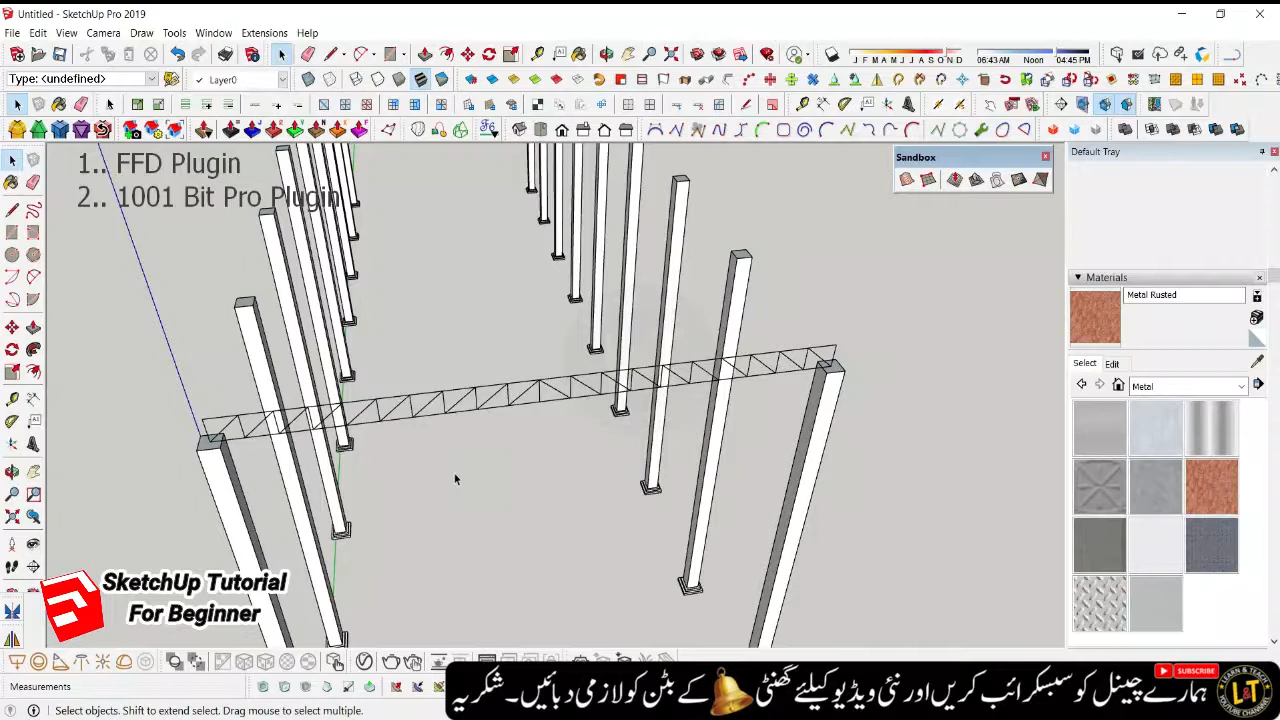 Untitled - SketchUp Pro 2019
File Edit View Camera Draw Tools Window Extensions Help
Type: <undefined>
Layer0
J F M A M J J A S O N D
06:43 AM Noon 04:45 PM
1.. FFD Plugin
2.. 1001 Bit Pro Plugin
Sandbox
Default Tray
Materials
Metal Rusted
Select Edit
Metal
SketchUp Tutorial
For Beginner
Measurements
SUBSCRIBE
ہمارے چینل کو سبسکرائب کریں اور نئی ویڈیو کیلئے گھنٹی کے بٹن کو لازمی دبائیں۔ شکریہ
L&T
Select objects. Shift to extend select. Drag mouse to select multiple.